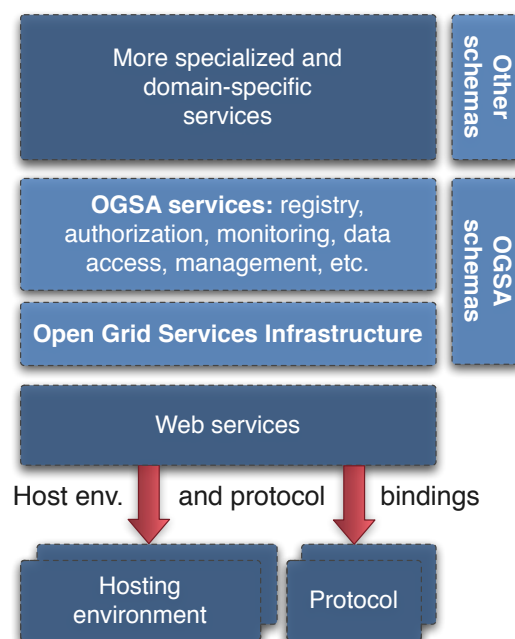 More specialized and
domain-specific
services
Other
schemas
OGSA services: registry,
authorization, monitoring, data
access, management, etc.
OGSA
schemas
Open Grid Services Infrastructure
Web services
Host env. and protocol bindings
Hosting
environment
Protocol